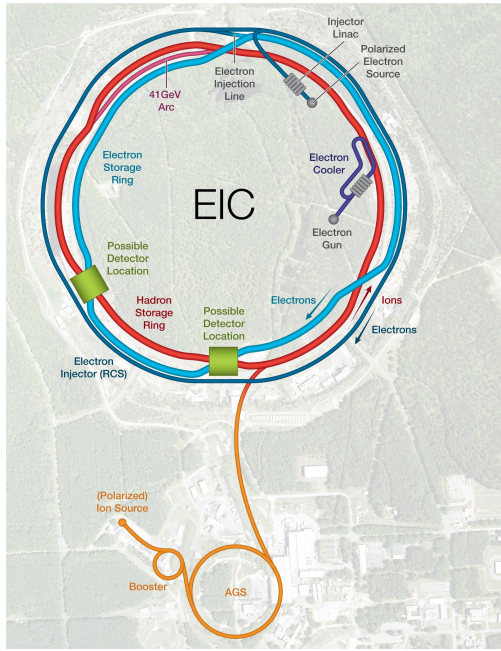 Injector
Linac
Polarized
Electron
Source
Electron
Injection
Line
41GeV
Arc
Electron
Storage
Ring
Electron
Cooler
EIC
Electron
Gun
Possible
Detector
Location
Hadron
Storage
Ring
Possible
Detector
Location
Electrons
Ions
Electrons
Electron
Injector (RCS)
(Polarized)
Ion Source
Booster
AGS